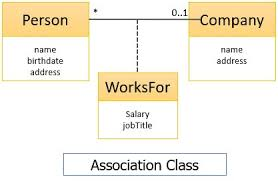 Person
* 0..1
Company
name
birthdate
address
name
address
WorksFor
Salary
jobTitle
Association Class